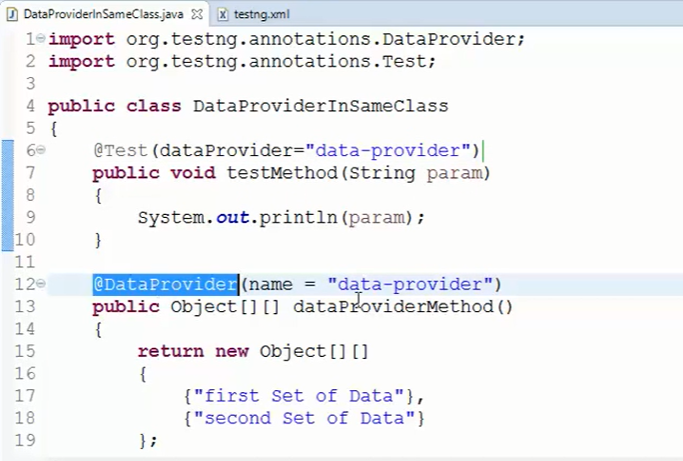 DataProviderInSameClass.java testng.xml
1 import org.testng.annotations.DataProvider;
2 import org.testng.annotations.Test;
3
4 public class DataProviderInSameClass
5 {
6 @Test(dataProvider="data-provider")
7 public void testMethod(String param)
8 {
9 System.out.println(param);
10 }
11
12 @DataProvider(name = "data-provider")
13 public Object[][] dataProviderMethod()
14 {
15 return new Object[][]
16 {
17 {"first Set of Data"},
18 {"second Set of Data"}
19 };